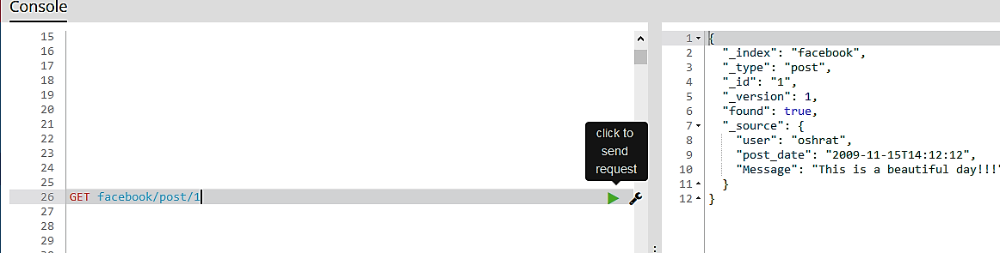 Console
15
16
17
18
19
20
21
22
23
24
25
26 GET facebook/post/1
27
28
29
click to
send
request
1 {
2 "_index": "facebook",
3 "_type": "post",
4 "_id": "1",
5 "_version": 1,
6 "found": true,
7 "_source": {
8 "user": "oshrat",
9 "post_date": "2009-11-15T14:12:12",
10 "Message": "This is a beautiful day!!!"
11 }
12 }